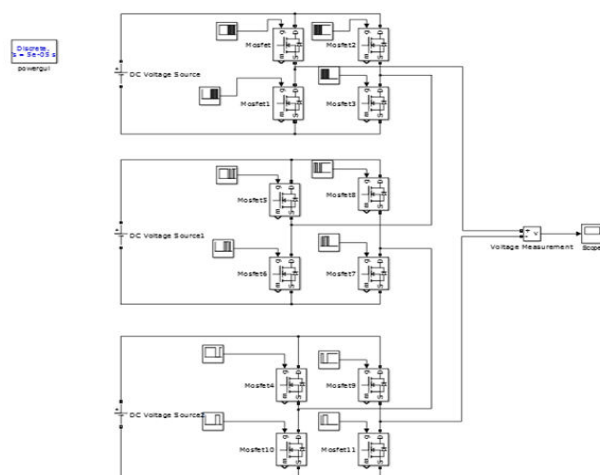 Discrete,
s = 5e-05 s
powergui
DC Voltage Source
Mosfet
Mosfet2
Mosfet1
Mosfet3
DC Voltage Source1
Mosfet5
Mosfet8
Mosfet6
Mosfet7
Voltage Measurement
Scope
DC Voltage Source2
Mosfet4
Mosfet9
Mosfet10
Mosfet11